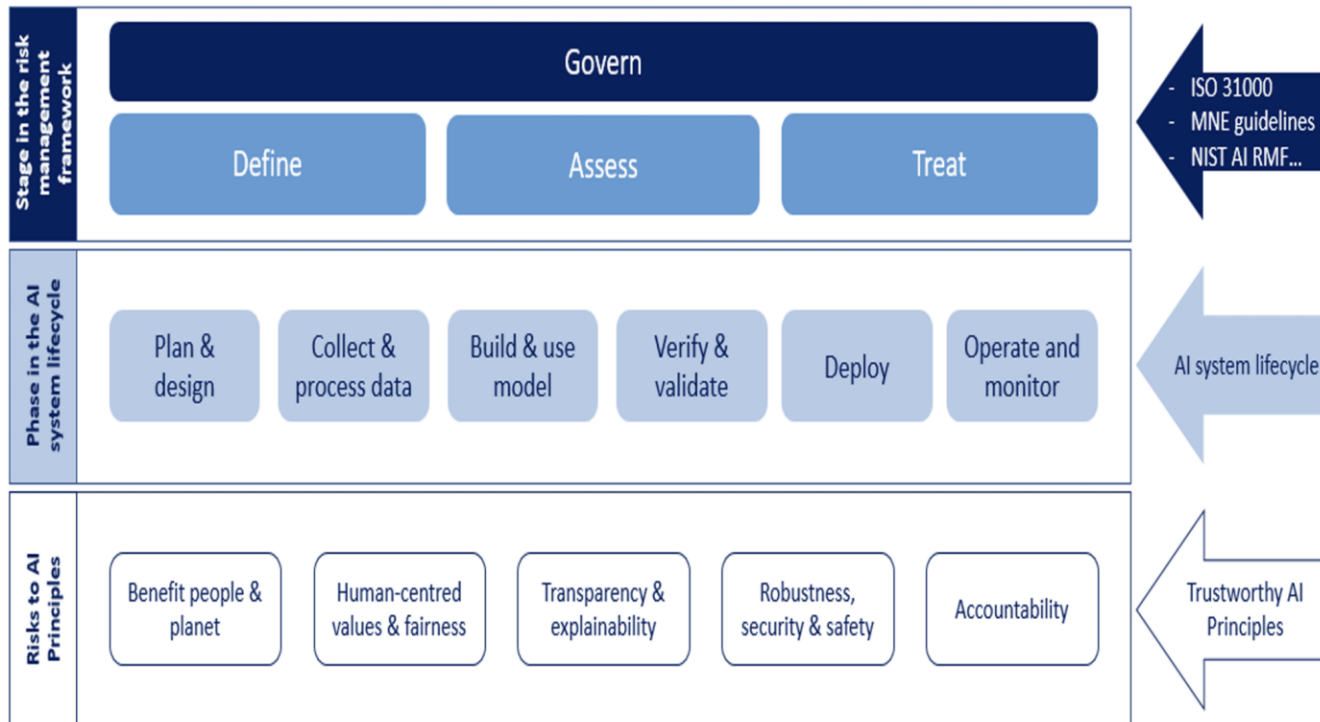 Stage in the risk
management
framework
Govern
Define
Assess
Treat
- ISO 31000
- MNE guidelines
- NIST AI RMF...
Phase in the AI
system lifecycle
Plan &
design
Collect &
process data
Build & use
model
Verify &
validate
Deploy
Operate and
monitor
AI system lifecycle
Risks to AI
Principles
Benefit people &
planet
Human-centred
values & fairness
Transparency &
explainability
Robustness,
security & safety
Accountability
Trustworthy AI
Principles